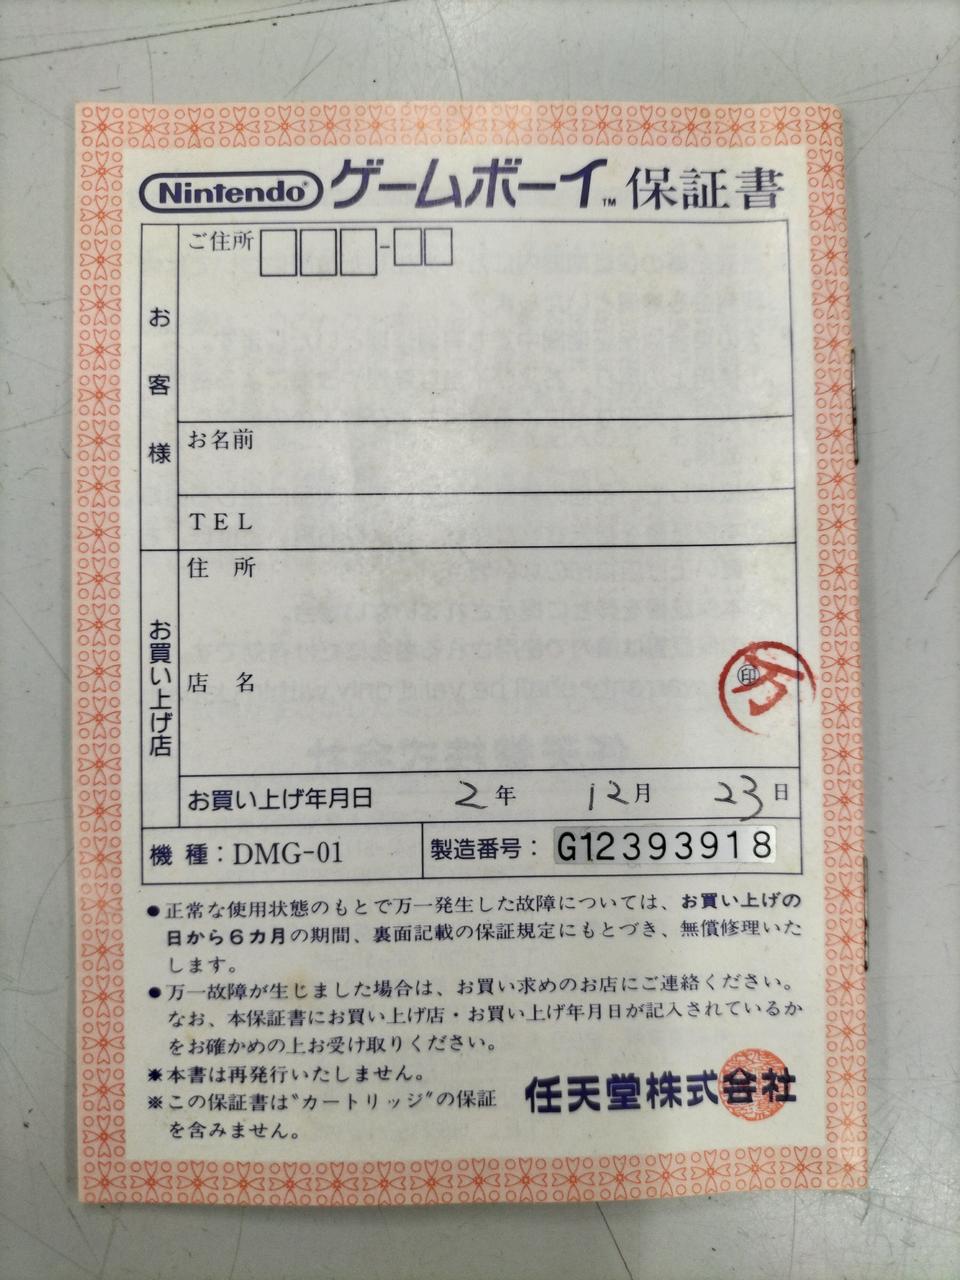 Nintendo® ゲームボーイ™ 保証書
お客様
ご住所 -
お名前
TEL
お買い上げ店
住 所
店 名
印
万
お買い上げ年月日 2年 12月 23日
機 種：DMG-01 製造番号： G12393918
●正常な使用状態のもとで万一発生した故障については、お買い上げの
日から6カ月の期間、裏面記載の保証規定にもとづき、無償修理いた
します。
●万一故障が生じました場合は、お買い求めのお店にご連絡ください。
なお、本保証書にお買い上げ店・お買い上げ年月日が記入されているか
をお確かめの上お受け取りください。
※本書は再発行いたしません。
※この保証書は〝カートリッジ〟の保証
を含みません。
任天堂株式会社